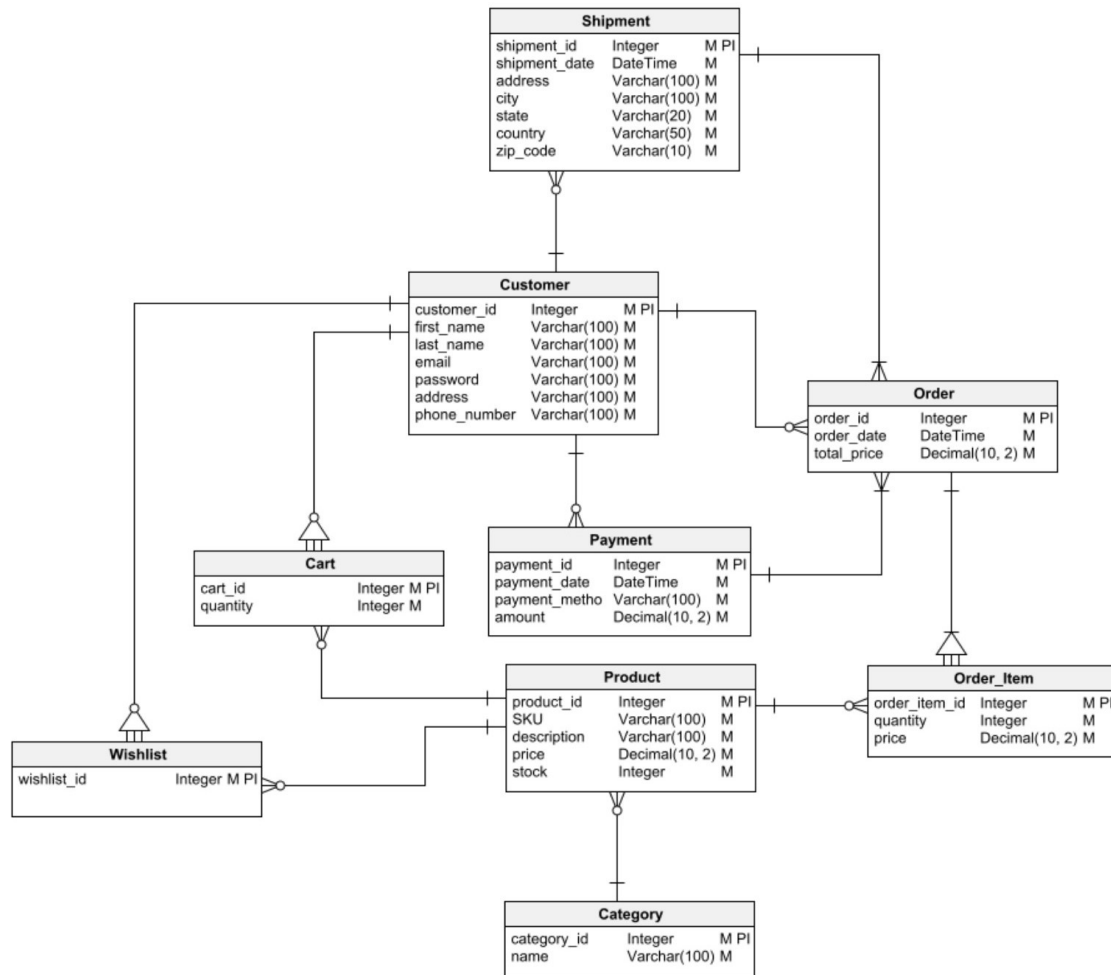 Shipment
shipment_id Integer M PI
shipment_date DateTime M
address Varchar(100) M
city Varchar(100) M
state Varchar(20) M
country Varchar(50) M
zip_code Varchar(10) M
Customer
customer_id Integer M PI
first_name Varchar(100) M
last_name Varchar(100) M
email Varchar(100) M
password Varchar(100) M
address Varchar(100) M
phone_number Varchar(100) M
Order
order_id Integer M PI
order_date DateTime M
total_price Decimal(10, 2) M
Cart
cart_id Integer M PI
quantity Integer M
Payment
payment_id Integer M PI
payment_date DateTime M
payment_metho Varchar(100) M
amount Decimal(10, 2) M
Product
product_id Integer M PI
SKU Varchar(100) M
description Varchar(100) M
price Decimal(10, 2) M
stock Integer M
Order_Item
order_item_id Integer M PI
quantity Integer M
price Decimal(10, 2) M
Wishlist
wishlist_id Integer M PI
Category
category_id Integer M PI
name Varchar(100) M